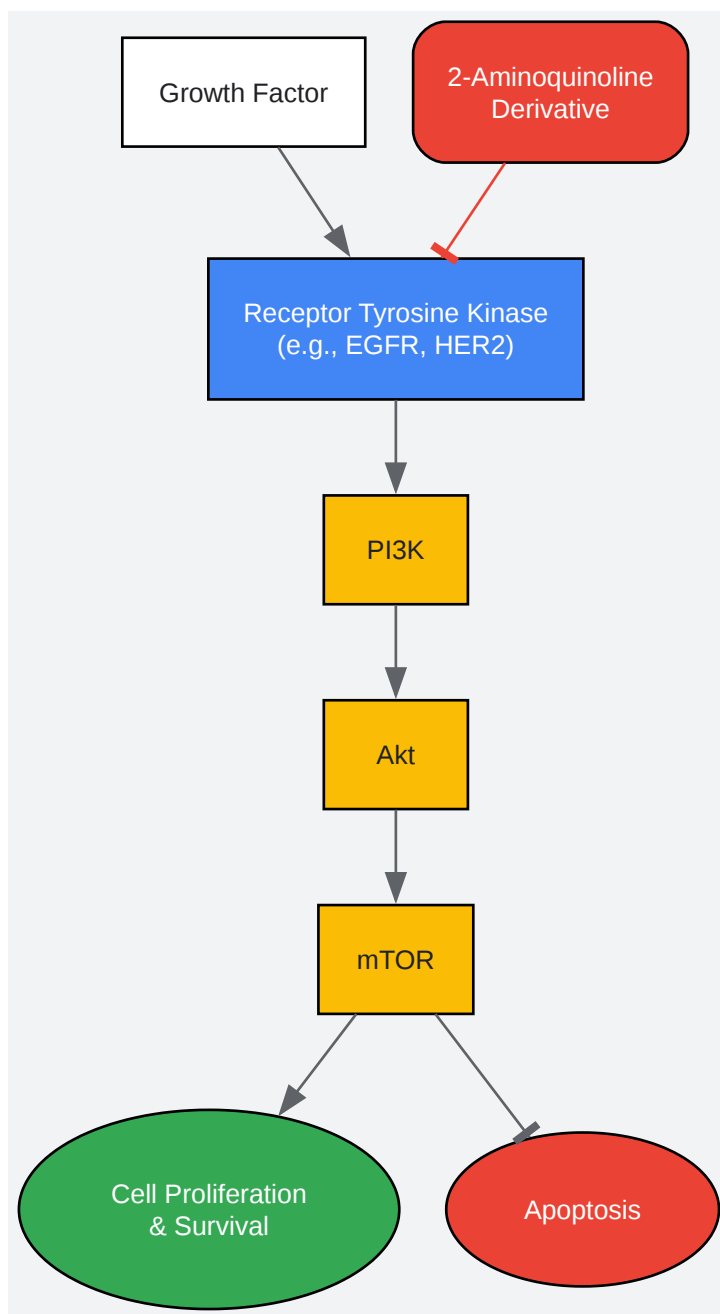 Growth Factor
2-Aminoquinoline
Derivative
Receptor Tyrosine Kinase
(e.g., EGFR, HER2)
PI3K
Akt
mTOR
Cell Proliferation
& Survival
Apoptosis